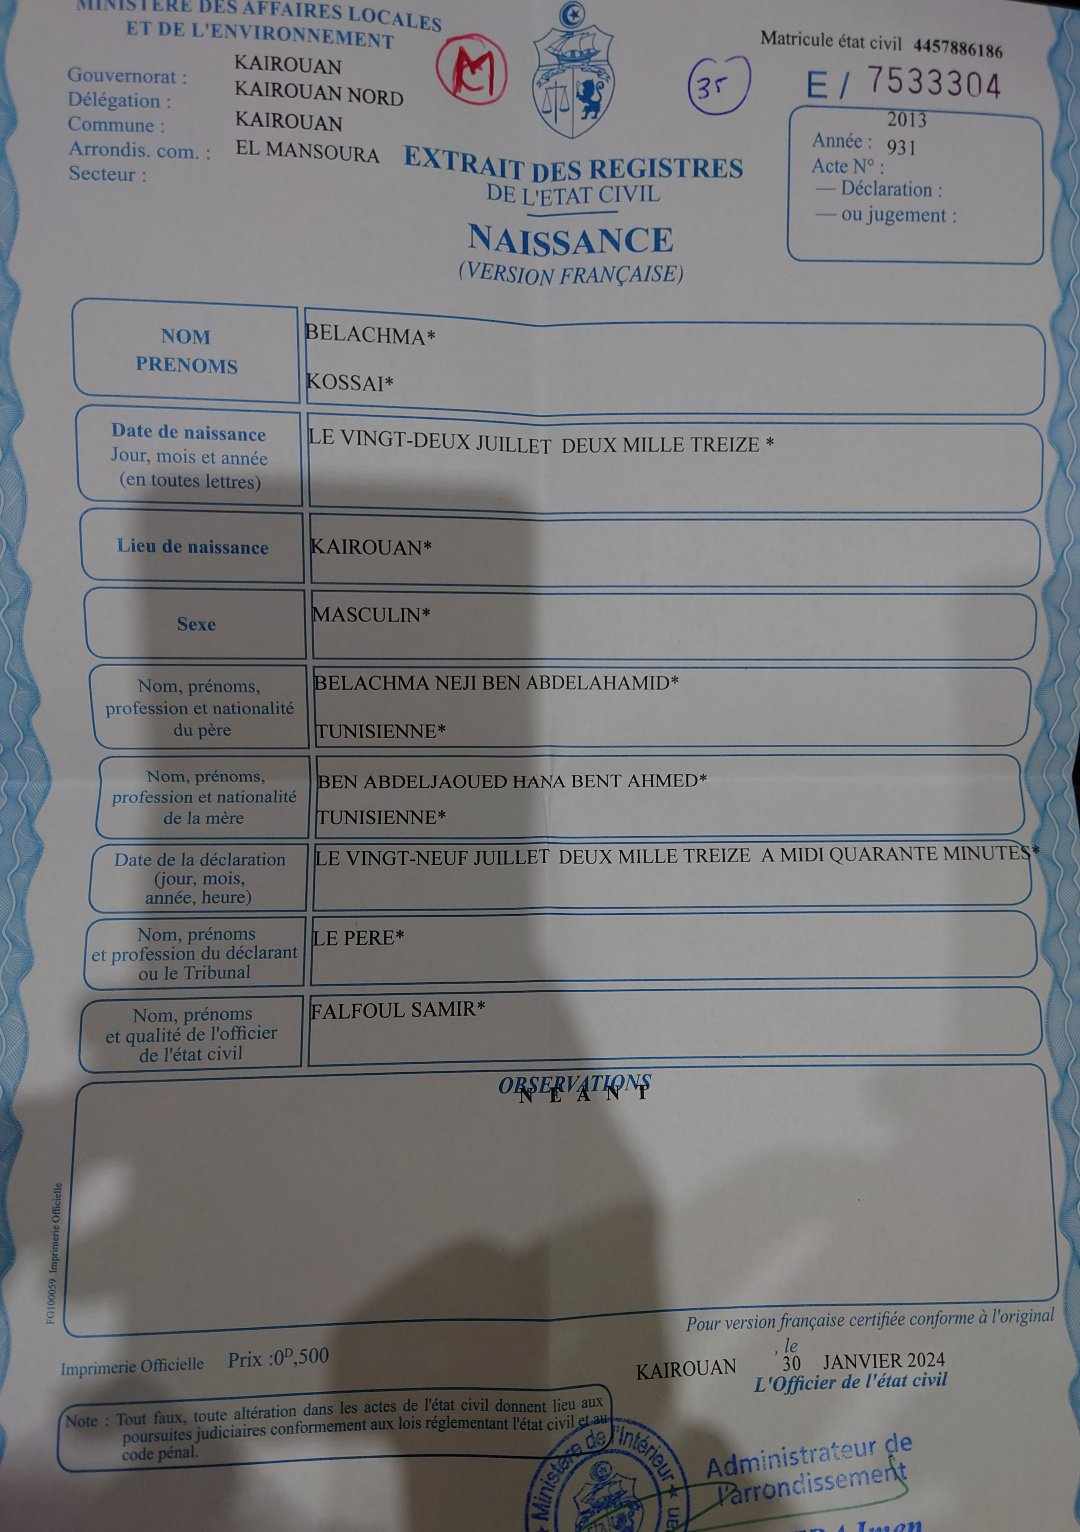 MINISTERE DES AFFAIRES LOCALES
ET DE L'ENVIRONNEMENT
Gouvernorat : KAIROUAN
Délégation : KAIROUAN NORD
Commune : KAIROUAN
Arrondis. com. : EL MANSOURA
Secteur :
35
Matricule état civil 4457886186
E / 7533304
2013
Année : 931
Acte N° :
— Déclaration :
— ou jugement :
EXTRAIT DES REGISTRES
DE L'ETAT CIVIL
NAISSANCE
(VERSION FRANÇAISE)
NOM
PRENOMS
BELACHMA*
KOSSAI*
Date de naissance
Jour, mois et année
(en toutes lettres)
LE VINGT-DEUX JUILLET DEUX MILLE TREIZE *
Lieu de naissance
KAIROUAN*
Sexe
MASCULIN*
Nom, prénoms,
profession et nationalité
du père
BELACHMA NEJI BEN ABDELAHAMID*
TUNISIENNE*
Nom, prénoms,
profession et nationalité
de la mère
BEN ABDELJAOUED HANA BENT AHMED*
TUNISIENNE*
Date de la déclaration
(jour, mois,
année, heure)
LE VINGT-NEUF JUILLET DEUX MILLE TREIZE A MIDI QUARANTE MINUTES*
Nom, prénoms
et profession du déclarant
ou le Tribunal
LE PERE*
Nom, prénoms
et qualité de l'officier
de l'état civil
FALFOUL SAMIR*
OBSERVATIONS
N E A N T
FG100059 Imprimerie Officielle
Pour version française certifiée conforme à l'original
Imprimerie Officielle Prix :0D,500
, le
KAIROUAN 30 JANVIER 2024
L'Officier de l'état civil
Note : Tout faux, toute altération dans les actes de l'état civil donnent lieu aux
poursuites judiciaires conformement aux lois réglementant l'état civil et au
code pénal.
Ministère de l'Intérieur
Administrateur de
l'arrondissement